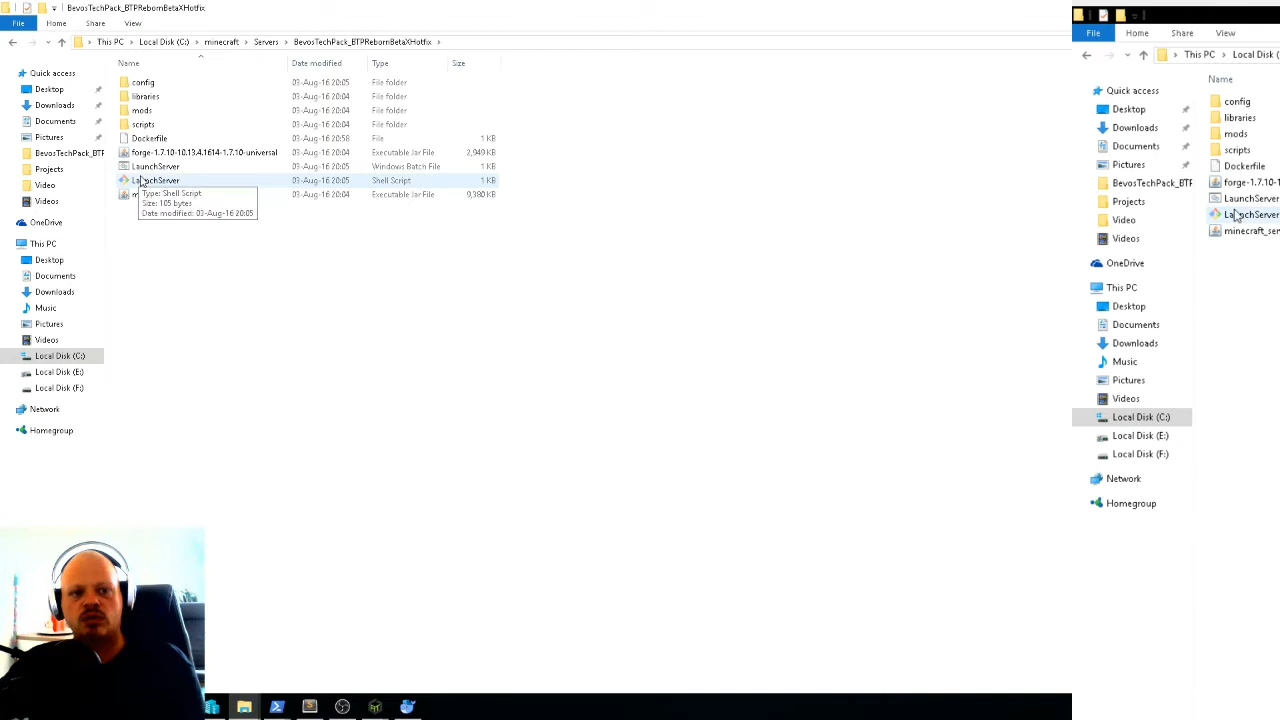 BevosTechPack_BTPRebornBetaXHotfix
File Home Share View
This PC Local Disk (C:) minecraft Servers BevosTechPack_BTPRebornBetaXHotfix
Name Date modified Type Size
Quick access
Desktop
Downloads
Documents
Pictures
BevosTechPack_BTF
Projects
Video
Videos
OneDrive
This PC
Desktop
Documents
Downloads
Music
Pictures
Videos
Local Disk (C:)
Local Disk (E:)
Local Disk (F:)
Network
Homegroup
config 03-Aug-16 20:05 File folder
libraries 03-Aug-16 20:04 File folder
mods 03-Aug-16 20:04 File folder
scripts 03-Aug-16 20:04 File folder
Dockerfile 03-Aug-16 20:58 File 1 KB
forge-1.7.10-10.13.4.1614-1.7.10-universal 03-Aug-16 20:04 Executable Jar File 2,949 KB
LaunchServer 03-Aug-16 20:05 Windows Batch File 1 KB
LaunchServer 03-Aug-16 20:05 Shell Script 1 KB
03-Aug-16 20:04 Executable Jar File 9,380 KB
Type: Shell Script
Size: 105 bytes
Date modified: 03-Aug-16 20:05
File Home Share View
This PC Local Disk (
Name
Quick access
Desktop
Downloads
Documents
Pictures
BevosTechPack_BTF
Projects
Video
Videos
OneDrive
This PC
Desktop
Documents
Downloads
Music
Pictures
Videos
Local Disk (C:)
Local Disk (E:)
Local Disk (F:)
Network
Homegroup
config
libraries
mods
scripts
Dockerfile
forge-1.7.10-1
LaunchServer
LaunchServer
minecraft_ser